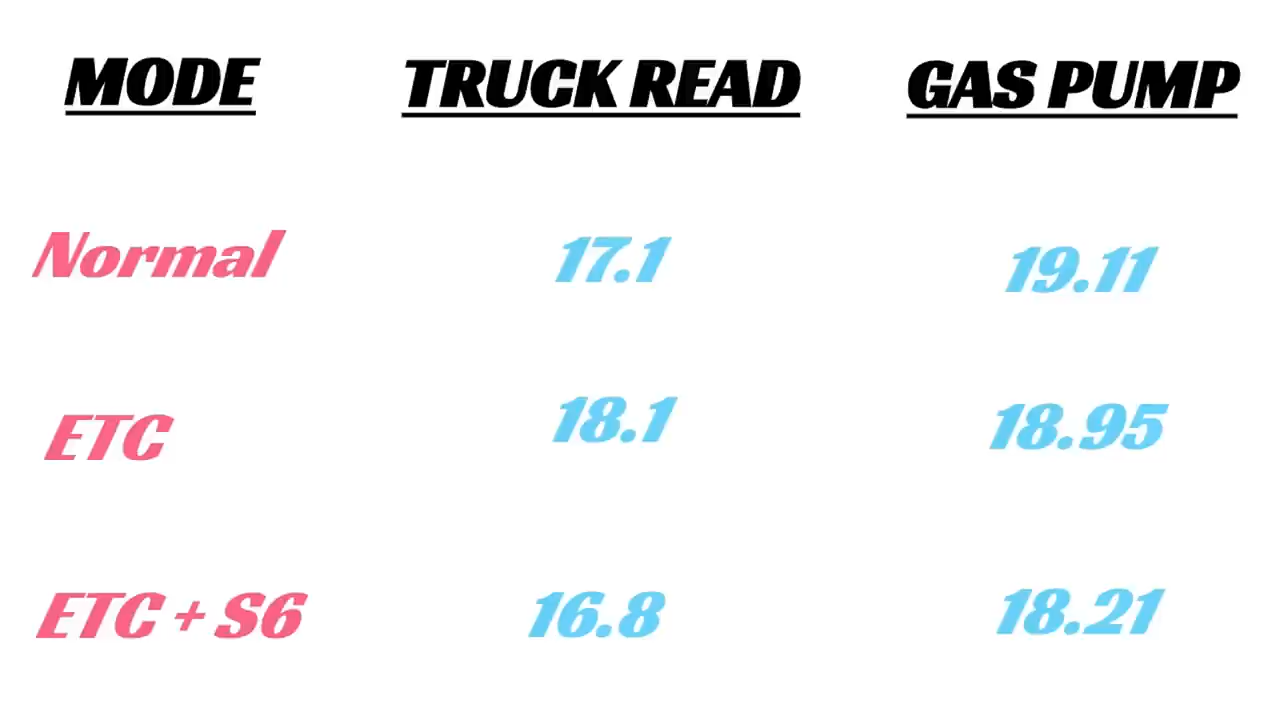 MODE TRUCK READ GAS PUMP
Normal 17.1 19.11
ETC 18.1 18.95
ETC + S6 16.8 18.21